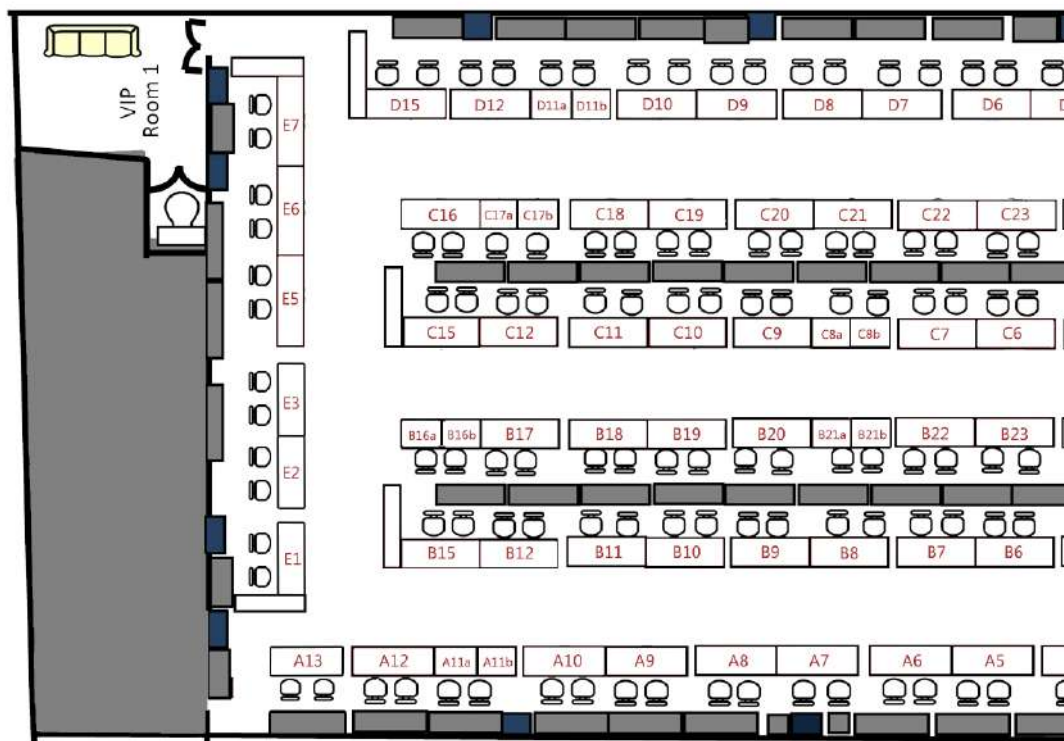 VIP
Room 1
D15 D12 D11a D11b D10 D9 D8 D7 D6
E7
E6
E5
E3
E2
E1
C16 C17a C17b C18 C19 C20 C21 C22 C23
C15 C12 C11 C10 C9 C8a C8b C7 C6
B16a B16b B17 B18 B19 B20 B21a B21b B22 B23
B15 B12 B11 B10 B9 B8 B7 B6
A13 A12 A11a A11b A10 A9 A8 A7 A6 A5